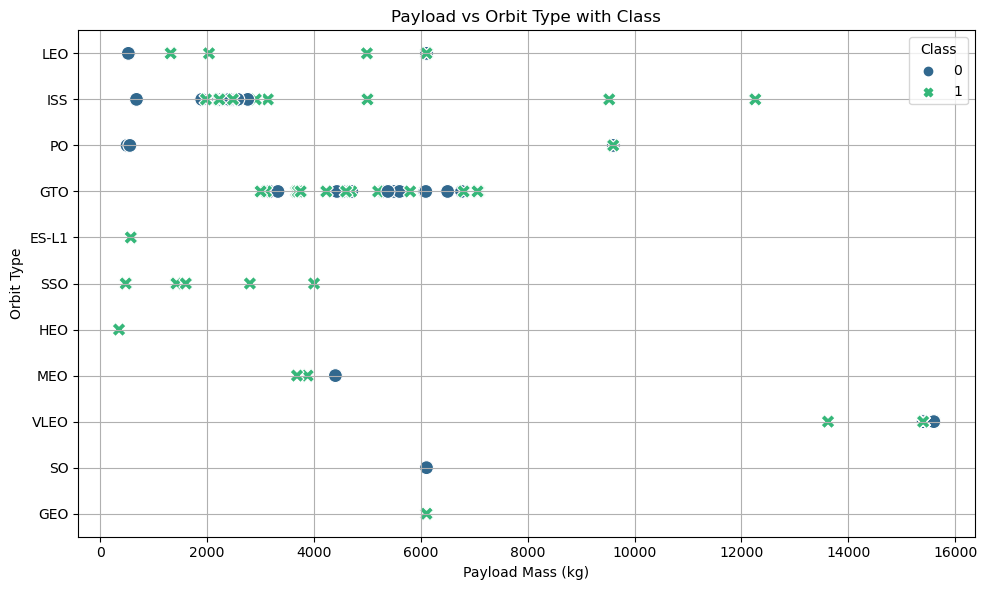 Payload vs Orbit Type with Class
Class
0
1
LEO
ISS
PO
GTO
ES-L1
SSO
HEO
MEO
VLEO
SO
GEO
Orbit Type
0 2000 4000 6000 8000 10000 12000 14000 16000
Payload Mass (kg)